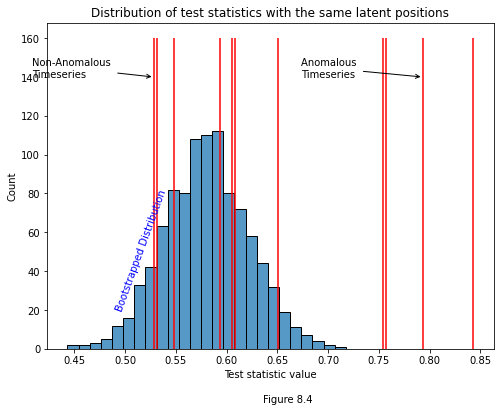 Distribution of test statistics with the same latent positions
160
140
120
100
80
60
40
20
0
Count
Non-Anomalous
Timeseries
Anomalous
Timeseries
Bootstrapped Distribution
0.45 0.50 0.55 0.60 0.65 0.70 0.75 0.80 0.85
Test statistic value
Figure 8.4